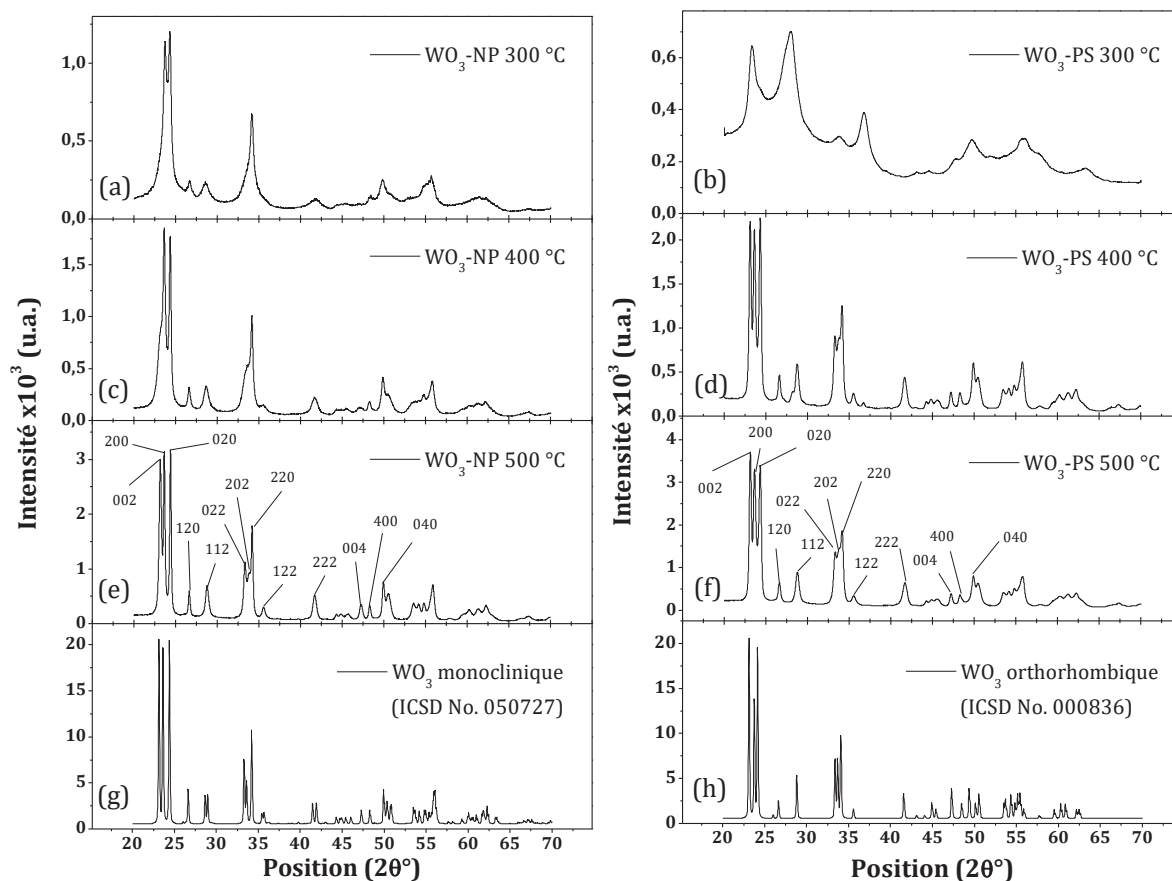 Intensité x10³ (u.a.)
1,0
0,5
0,0
WO₃-NP 300 °C
(a)
1,5
1,0
0,5
0,0
WO₃-NP 400 °C
(c)
3
2
1
0
WO₃-NP 500 °C
(e)
200
020
002
120
112
022
202
220
122
222
004
400
040
20
15
10
5
0
WO₃ monoclinique
(ICSD No. 050727)
(g)
20 25 30 35 40 45 50 55 60 65 70
Position (2θ°)
Intensité x10³ (u.a.)
0,6
0,4
0,2
0,0
WO₃-PS 300 °C
(b)
2,0
1,5
1,0
0,5
0,0
WO₃-PS 400 °C
(d)
4
3
2
1
0
WO₃-PS 500 °C
(f)
200
020
002
120
112
022
202
220
122
222
004
400
040
20
15
10
5
0
WO₃ orthorhombique
(ICSD No. 000836)
(h)
20 25 30 35 40 45 50 55 60 65 70
Position (2θ°)